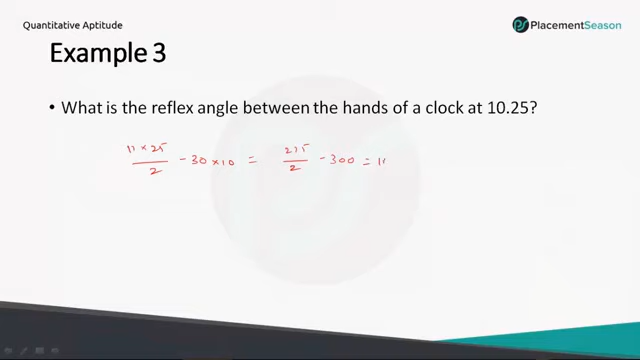 Quantitative Aptitude
PlacementSeason
Example 3
• What is the reflex angle between the hands of a clock at 10.25?
11 × 25 / 2 - 30 × 10 = 275 / 2 - 300 = 11